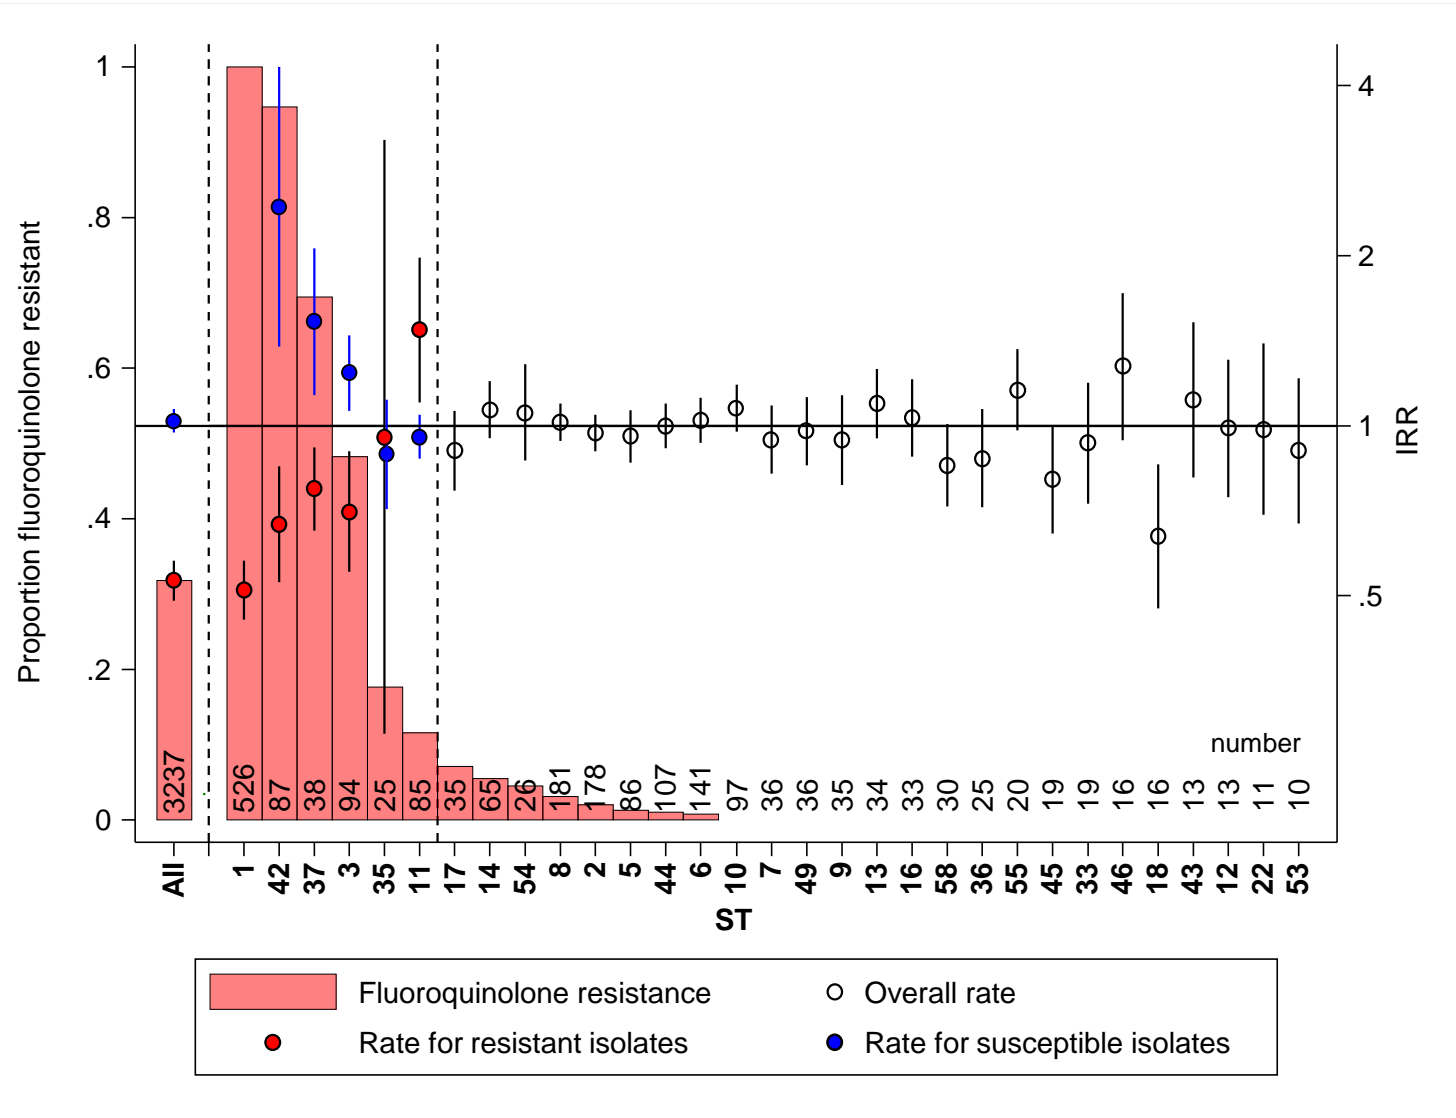 Proportion fluoroquinolone resistant
1
.8
.6
.4
.2
0
4
2
1
.5
IRR
number
3237 526 87 38 94 25 85 35 65 26 181 178 86 107 141 97 36 36 35 34 33 30 25 20 19 19 16 16 13 13 11 10
All 1 42 37 3 35 11 17 14 54 8 2 5 44 6 10 7 49 9 13 16 58 36 55 45 33 46 18 43 12 22 53
ST
Fluoroquinolone resistance
Overall rate
Rate for resistant isolates
Rate for susceptible isolates